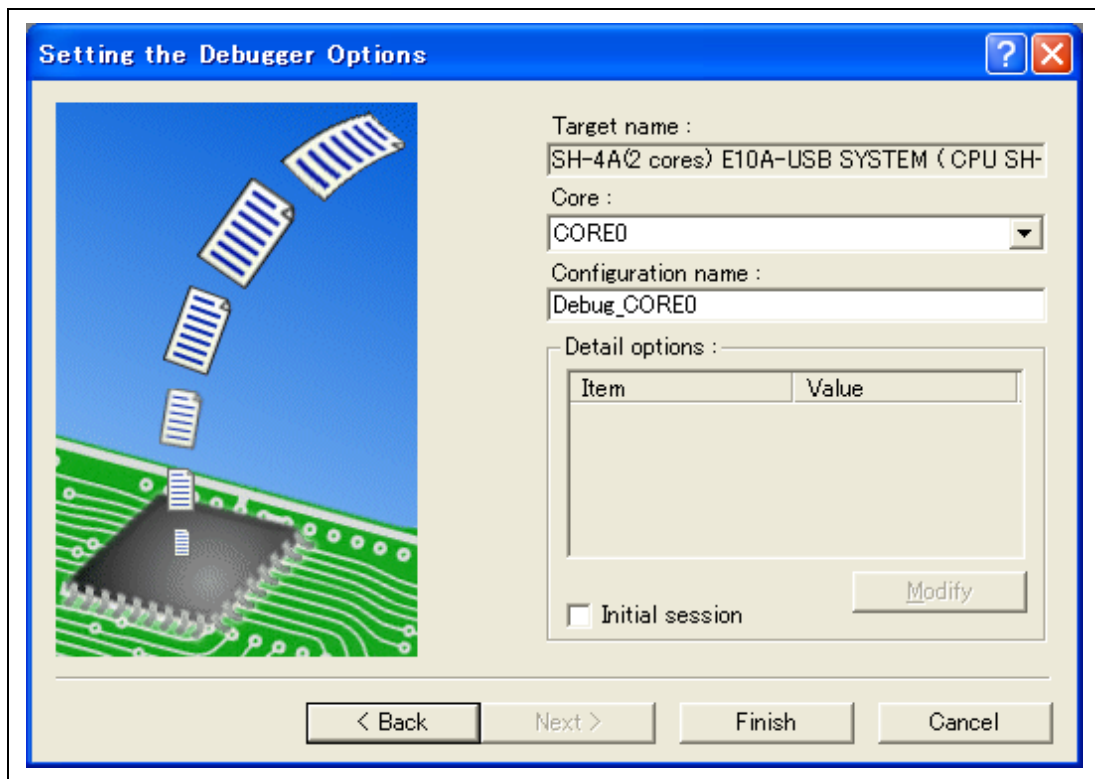 Setting the Debugger Options
Target name :
SH-4A(2 cores) E10A-USB SYSTEM ( CPU SH-
Core :
CORE0
Configuration name :
Debug_CORE0
Detail options :
Item Value
Modify
Initial session
< Back Next > Finish Cancel